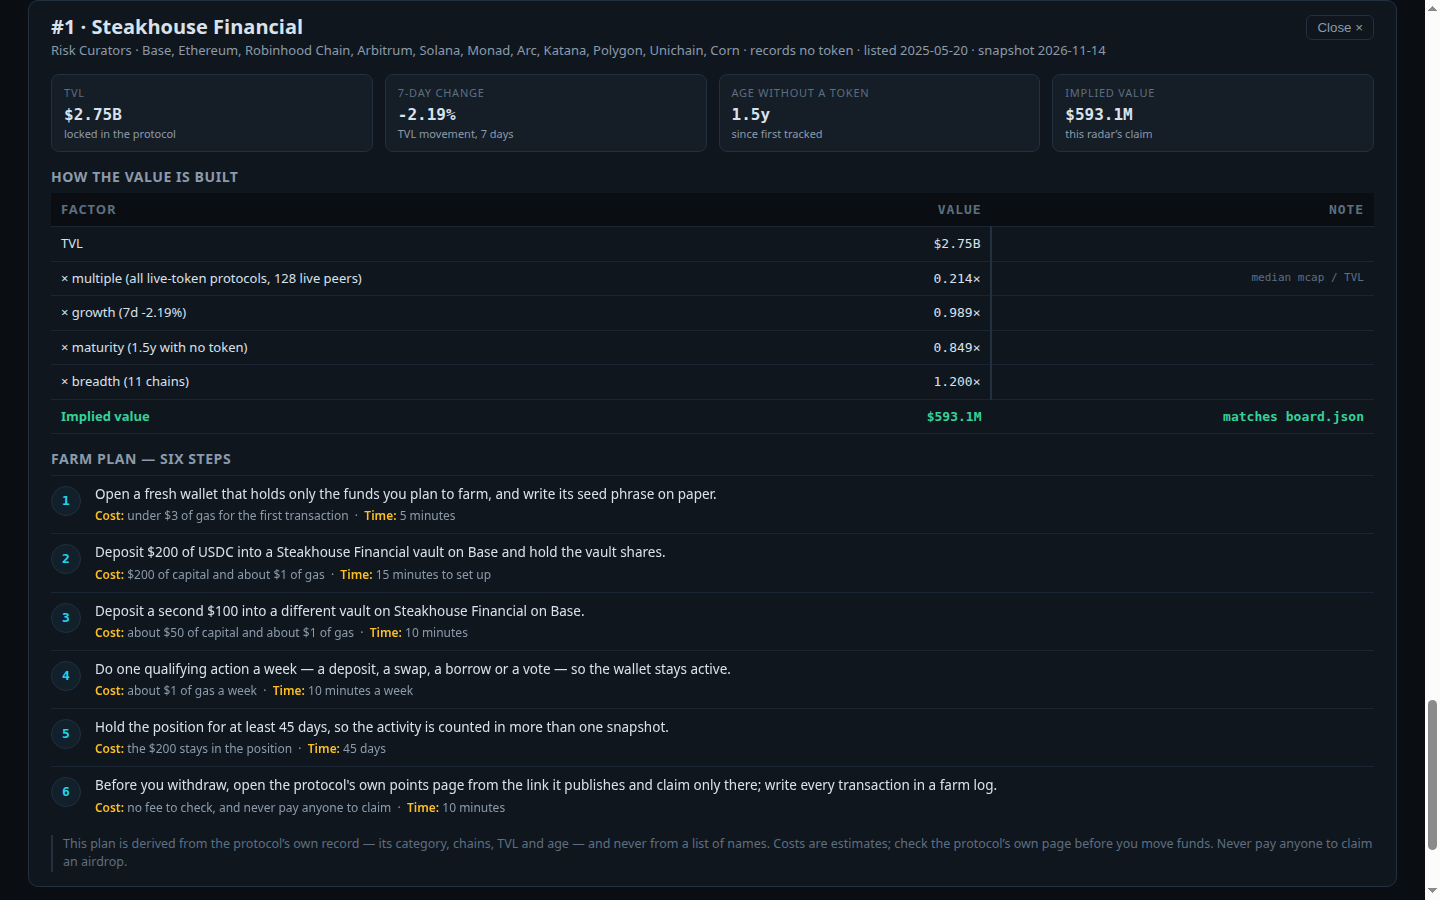 #1 · Steakhouse Financial
Close ×
Risk Curators · Base, Ethereum, Robinhood Chain, Arbitrum, Solana, Monad, Arc, Katana, Polygon, Unichain, Corn · records no token · listed 2025-05-20 · snapshot 2026-11-14
TVL
$2.75B
locked in the protocol
7-DAY CHANGE
-2.19%
TVL movement, 7 days
AGE WITHOUT A TOKEN
1.5y
since first tracked
IMPLIED VALUE
$593.1M
this radar's claim
HOW THE VALUE IS BUILT
FACTOR VALUE NOTE
TVL $2.75B
× multiple (all live-token protocols, 128 live peers) 0.214× median mcap / TVL
× growth (7d -2.19%) 0.989×
× maturity (1.5y with no token) 0.849×
× breadth (11 chains) 1.200×
Implied value $593.1M matches board.json
FARM PLAN — SIX STEPS
1 Open a fresh wallet that holds only the funds you plan to farm, and write its seed phrase on paper.
Cost: under $3 of gas for the first transaction · Time: 5 minutes
2 Deposit $200 of USDC into a Steakhouse Financial vault on Base and hold the vault shares.
Cost: $200 of capital and about $1 of gas · Time: 15 minutes to set up
3 Deposit a second $100 into a different vault on Steakhouse Financial on Base.
Cost: about $50 of capital and about $1 of gas · Time: 10 minutes
4 Do one qualifying action a week — a deposit, a swap, a borrow or a vote — so the wallet stays active.
Cost: about $1 of gas a week · Time: 10 minutes a week
5 Hold the position for at least 45 days, so the activity is counted in more than one snapshot.
Cost: the $200 stays in the position · Time: 45 days
6 Before you withdraw, open the protocol's own points page from the link it publishes and claim only there; write every transaction in a farm log.
Cost: no fee to check, and never pay anyone to claim · Time: 10 minutes
This plan is derived from the protocol's own record — its category, chains, TVL and age — and never from a list of names. Costs are estimates; check the protocol's own page before you move funds. Never pay anyone to claim
an airdrop.